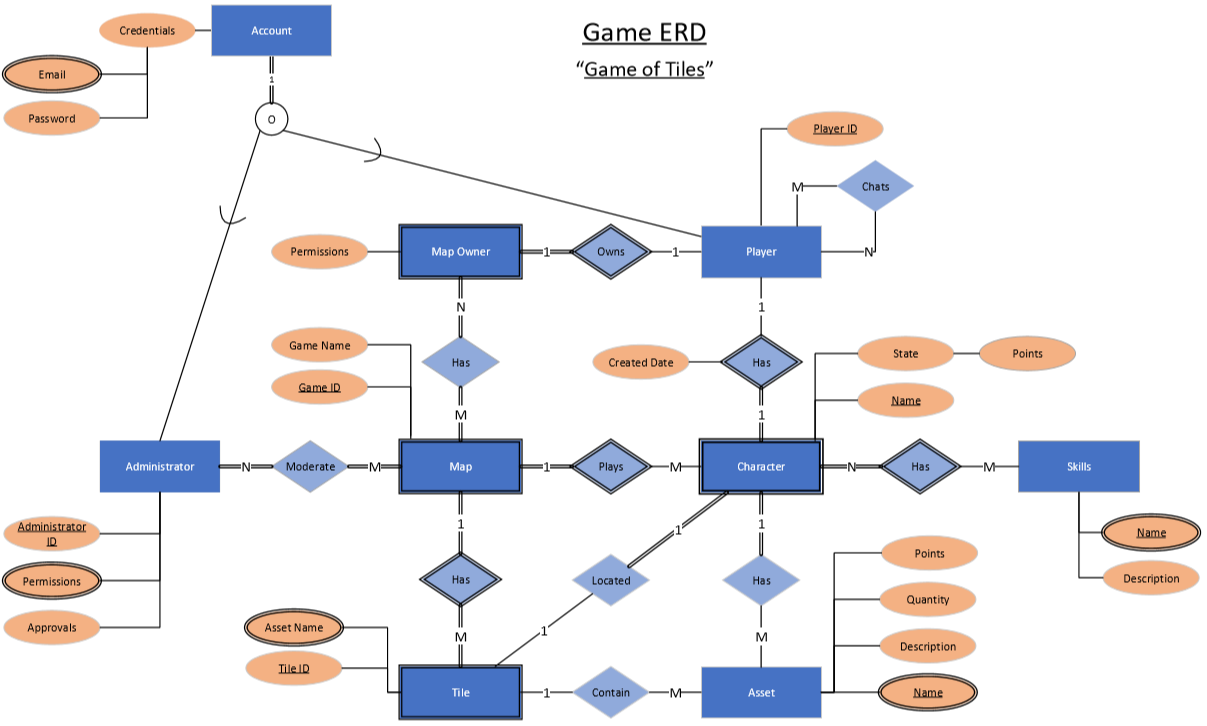 Game ERD
“Game of Tiles”
Credentials
Account
Email
1
Password
O
Player ID
M
Chats
Permissions
Map Owner
1
Owns
1
Player
N
N
1
Game Name
Has
Created Date
Has
State
Points
Game ID
Name
M
1
Administrator
N
Moderate
M
Map
1
Plays
M
Character
N
Has
M
Skills
1
1
1
Administrator
ID
Name
Points
Permissions
Has
Located
Has
Description
Quantity
Approvals
Asset Name
1
M
M
Description
Tile ID
Tile
1
Contain
M
Asset
Name